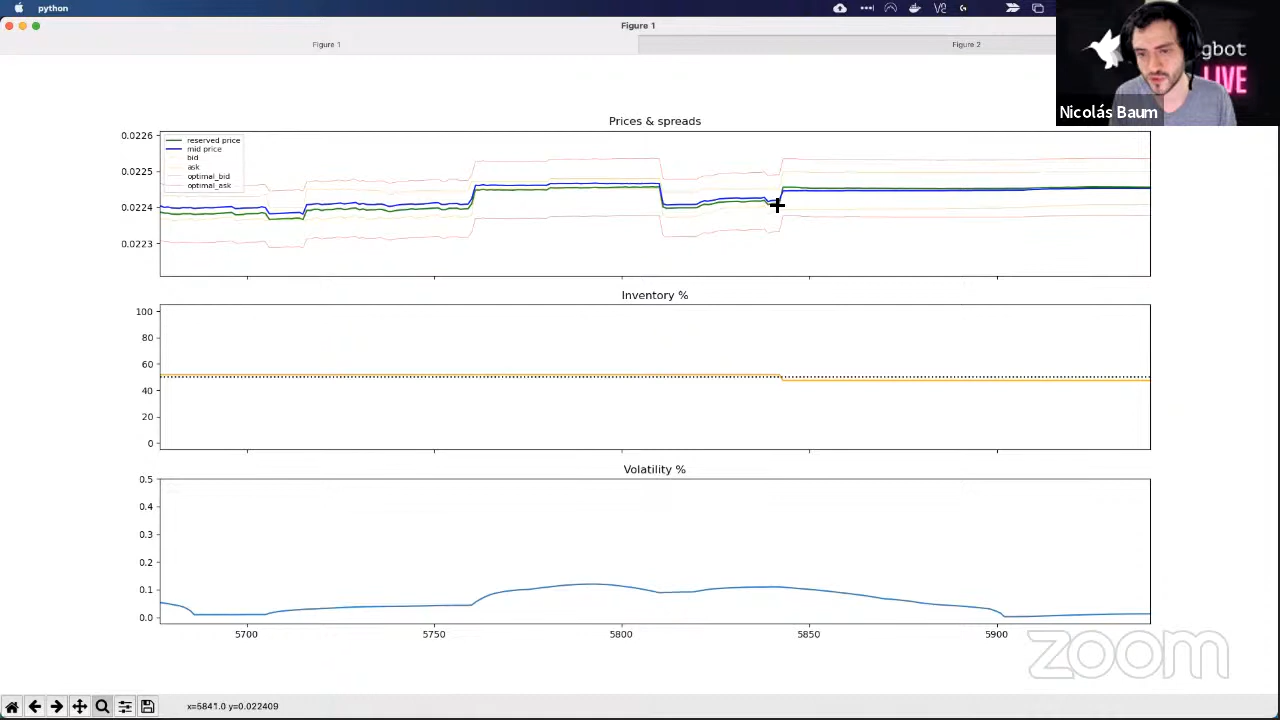 python
VE
Figure 1
Figure 1
Figure 2
gbot
LIVE
Nicolás Baum
Prices & spreads
0.0226
0.0225
0.0224
0.0223
reserved price
mid price
bid
ask
optimal_bid
optimal_ask
Inventory %
100
80
60
40
20
0
Volatility %
0.5
0.4
0.3
0.2
0.1
0.0
5700
5750
5800
5850
5900
zoom
x=5841.0 y=0.022409